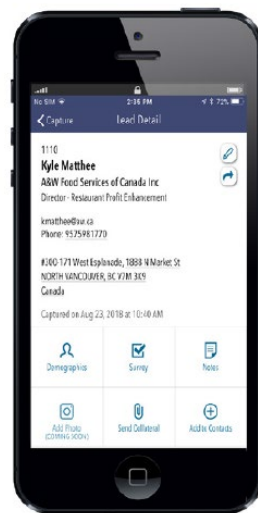 No SIM 2:35 PM 72%
Capture Lead Detail
1110
Kyle Matthee
A&W Food Services of Canada Inc
Director - Restaurant Profit Enhancement
kmatthee@aw.ca
Phone: 9575981770
#300-171 West Esplanade, 1888 N Market St
NORTH VANCOUVER, BC V7M 3K9
Canada
Captured on Aug 23, 2018 at 10:40 AM
Demographics Survey Notes
Add Photo Send Collateral Add to Contacts
(COMING SOON)